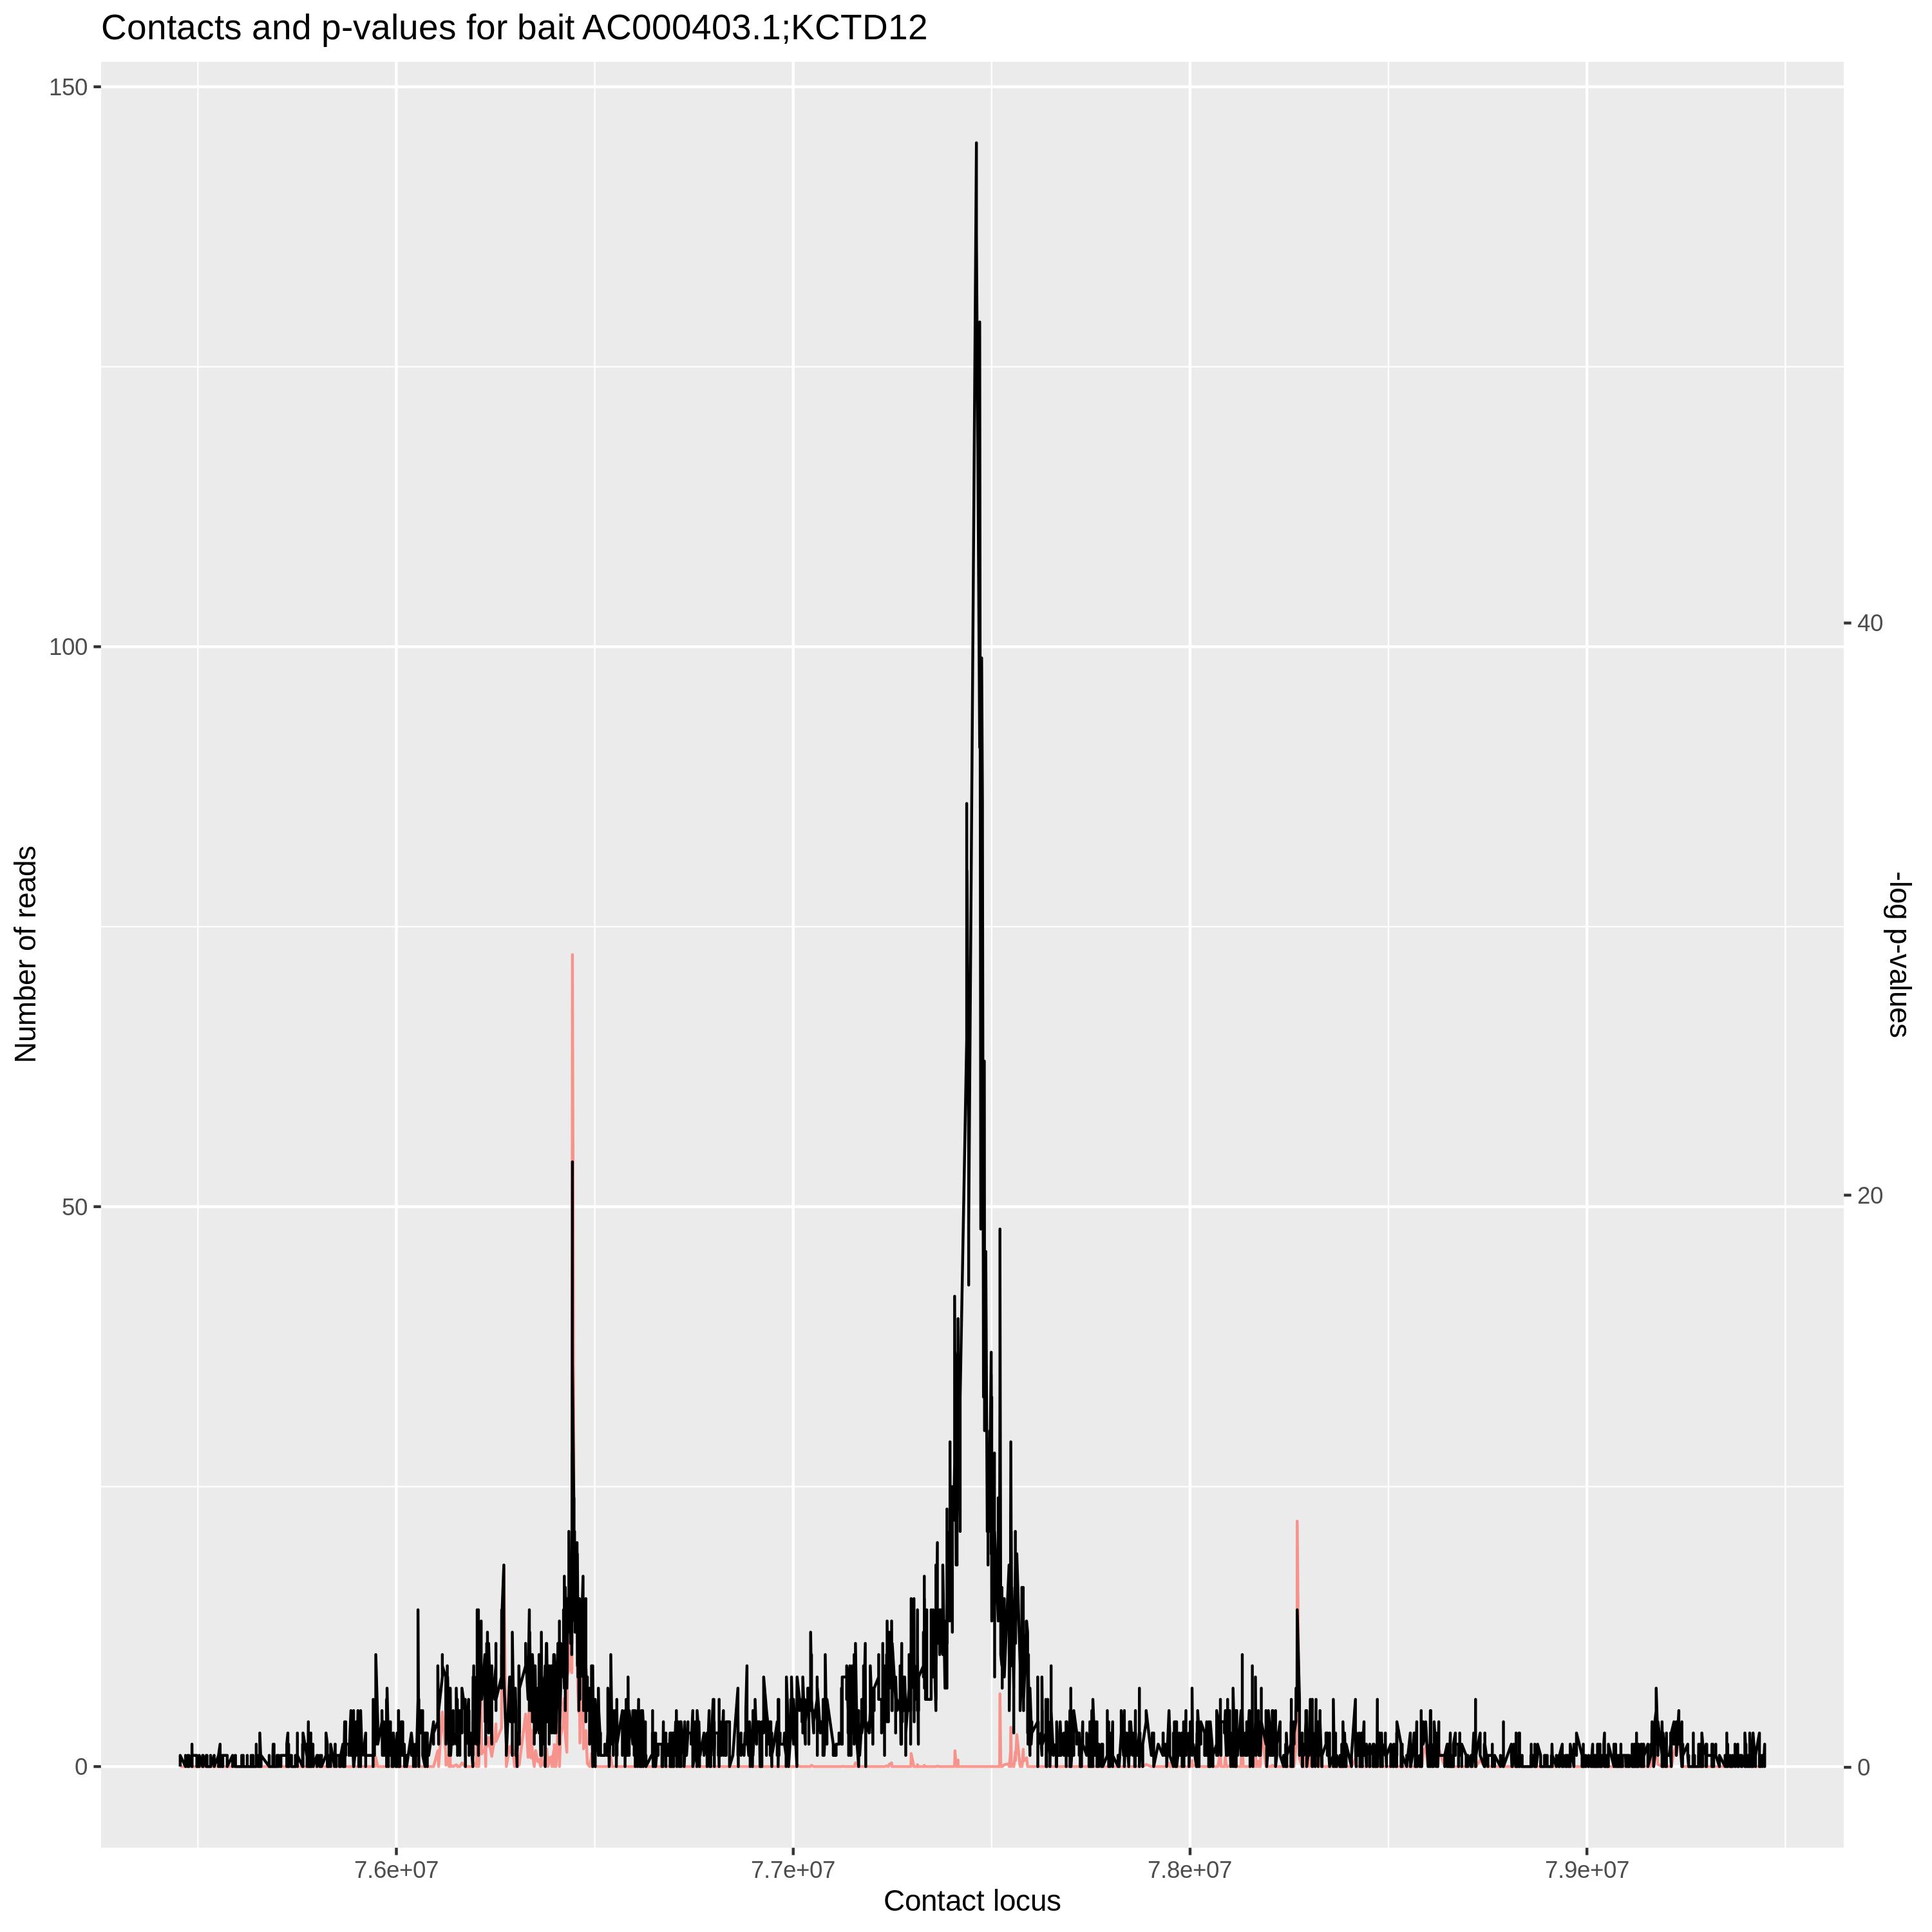 Contacts and p-values for bait AC000403.1;KCTD12
150
100
50
0
Number of reads
40
20
0
-log p-values
7.6e+07
7.7e+07
7.8e+07
7.9e+07
Contact locus